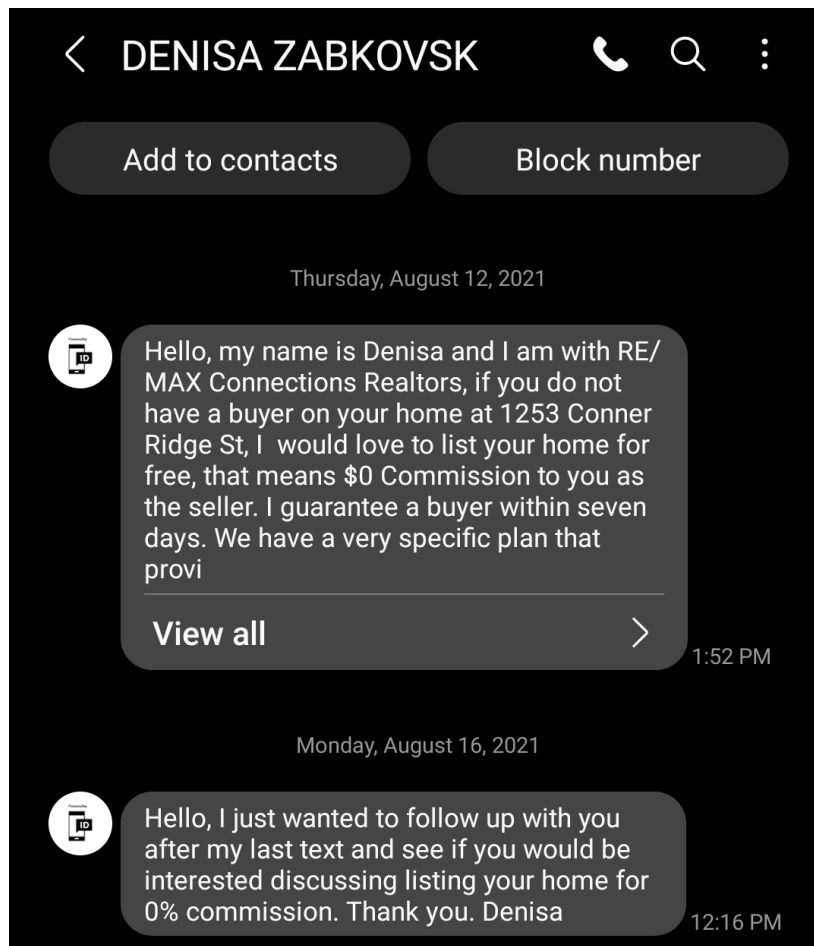 DENISA ZABKOVSK
Add to contacts
Block number
Thursday, August 12, 2021
Hello, my name is Denisa and I am with RE/
MAX Connections Realtors, if you do not
have a buyer on your home at 1253 Conner
Ridge St, I  would love to list your home for
free, that means $0 Commission to you as
the seller. I guarantee a buyer within seven
days. We have a very specific plan that
provi
View all
1:52 PM
Monday, August 16, 2021
ID
Hello, I just wanted to follow up with you
after my last text and see if you would be
interested discussing listing your home for
0% commission. Thank you. Denisa
12:16 PM